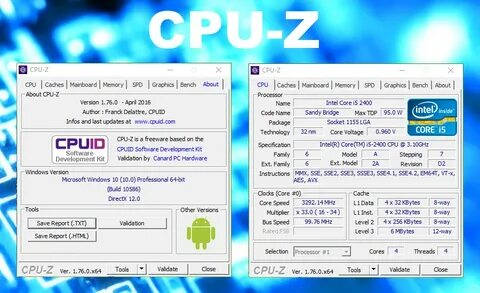 CPU-Z
CPU-Z
CPU Caches Mainboard Memory SPD Graphics Bench About
About CPU-Z
Version 1.76.0 - April 2016
Author : Franck Delattre, CPUID
Infos and last updates at www.cpuid.com
CPUID
Software
Development Kit
CPU-Z is a freeware based on the
CPUID Software Development Kit
Validation by Canard PC Hardware
Windows Version
Microsoft Windows 10 (10.0) Professional 64-bit
(Build 10586)
DirectX 12.0
Tools
Save Report (.TXT) Validation
Save Report (.HTML)
Other Versions
CPU-Z Ver. 1.76.0.x64 Tools Validate Close
CPU-Z
CPU Caches Mainboard Memory SPD Graphics Bench About
Processor
Name Intel Core i5 2400
Code Name Sandy Bridge Max TDP 95.0 W
Package Socket 1155 LGA
Technology 32 nm Core Voltage 0.960 V
intel inside
CORE i5
Specification Intel(R) Core(TM) i5-2400 CPU @ 3.10GHz
Family 6 Model A Stepping 7
Ext. Family 6 Ext. Model 2A Revision D2
Instructions MMX, SSE, SSE2, SSE3, SSSE3, SSE4.1, SSE4.2, EM64T, VT-x,
AES, AVX
Clocks (Core #0)
Core Speed 3292.14 MHz
Multiplier x 33.0 (16 - 34)
Bus Speed 99.76 MHz
Rated FSB
Cache
L1 Data 4 x 32 KBytes 8-way
L1 Inst. 4 x 32 KBytes 8-way
Level 2 4 x 256 KBytes 8-way
Level 3 6 MBytes 12-way
Selection Processor #1 Cores 4 Threads 4
CPU-Z Ver. 1.76.0.x64 Tools Validate Close